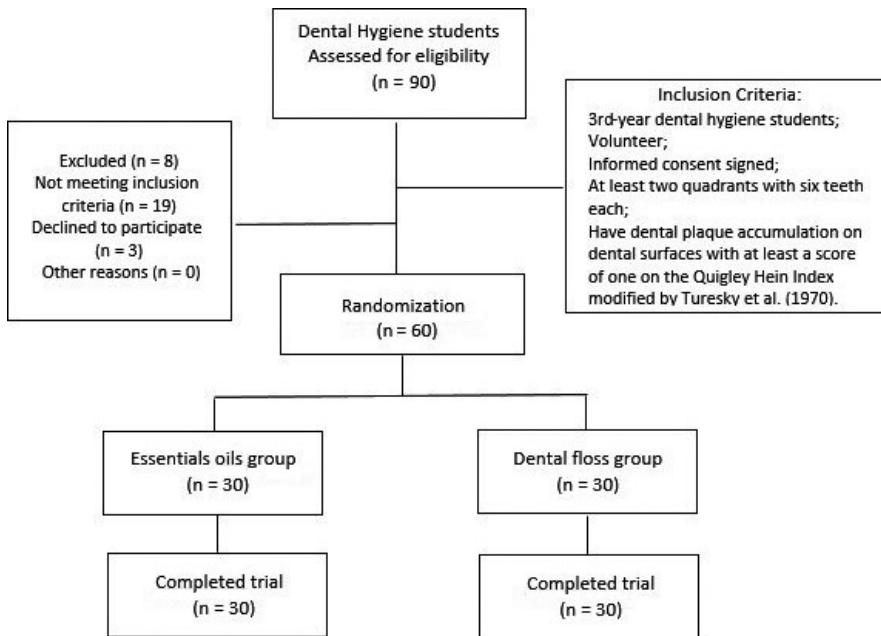 Dental Hygiene students
Assessed for eligibility
(n = 90)
Inclusion Criteria:
3rd-year dental hygiene students;
Volunteer;
Informed consent signed;
At least two quadrants with six teeth
each;
Have dental plaque accumulation on
dental surfaces with at least a score
of one on the Quigley Hein Index
modified by Turesky et al. (1970).
Excluded (n = 8)
Not meeting inclusion
criteria (n = 19)
Declined to participate
(n = 3)
Other reasons (n = 0)
Randomization
(n = 60)
Essentials oils group
(n = 30)
Dental floss group
(n = 30)
Completed trial
(n = 30)
Completed trial
(n = 30)